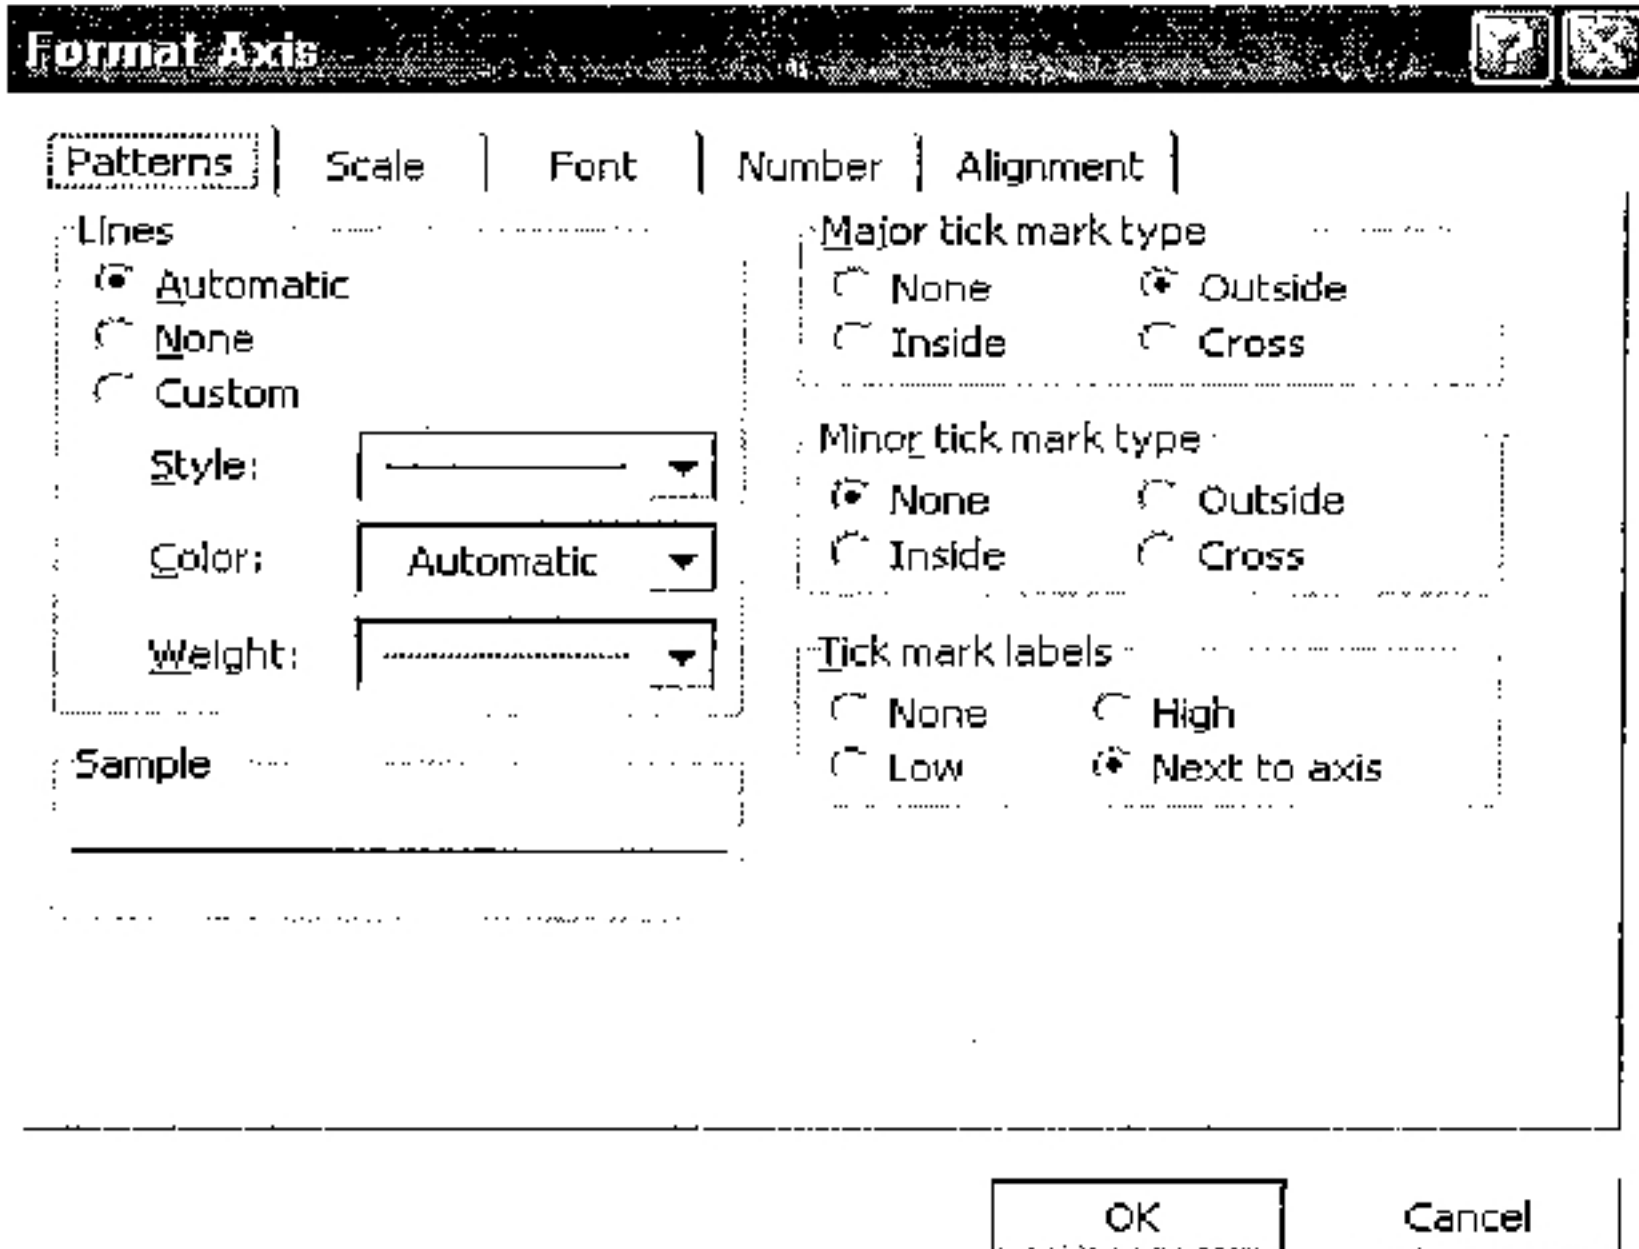 Format Axis
Patterns Scale Font Number Alignment
Lines
Automatic
None
Custom
Style:
Color: Automatic
Weight:
Sample
Major tick mark type
None Outside
Inside Cross
Minor tick mark type
None Outside
Inside Cross
Tick mark labels
None High
Low Next to axis
OK Cancel